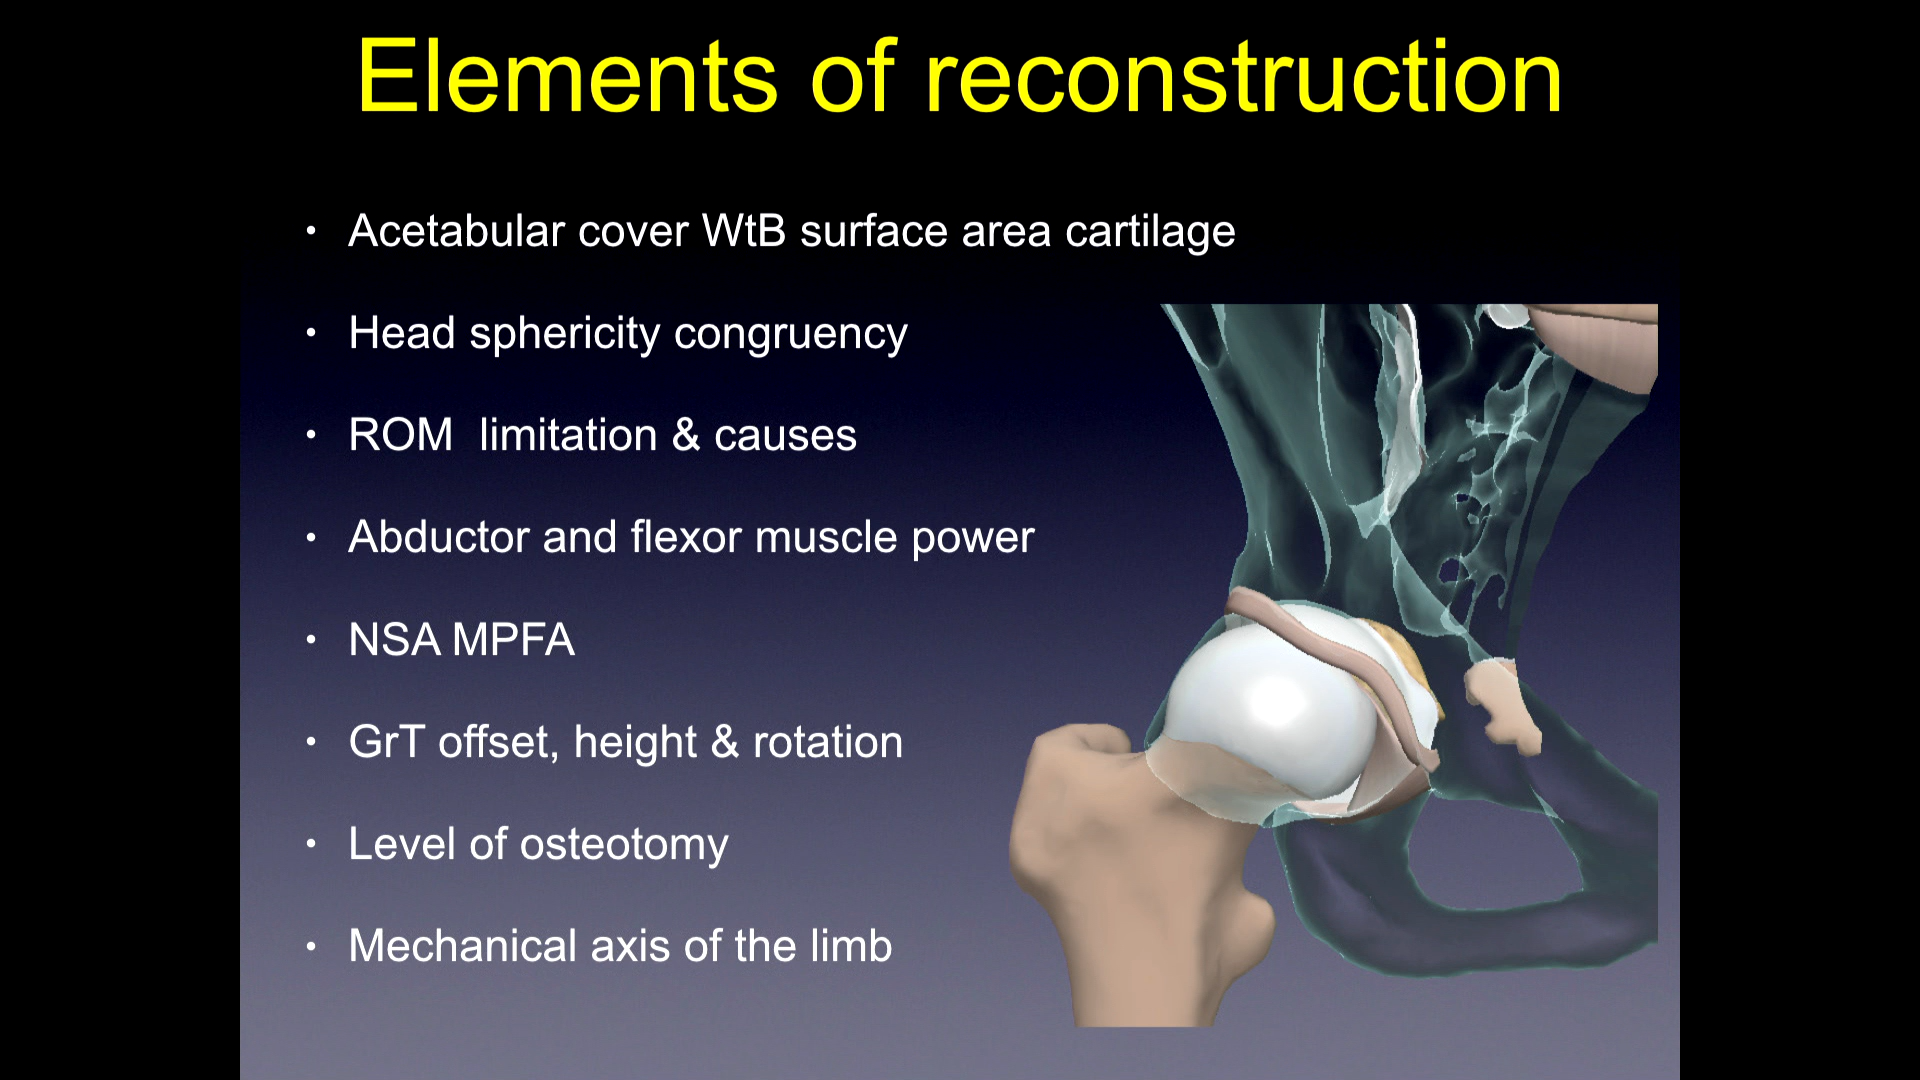 Elements of reconstruction
• Acetabular cover WtB surface area cartilage
• Head sphericity congruency
• ROM  limitation & causes
• Abductor and flexor muscle power
• NSA MPFA
• GrT offset, height & rotation
• Level of osteotomy
• Mechanical axis of the limb